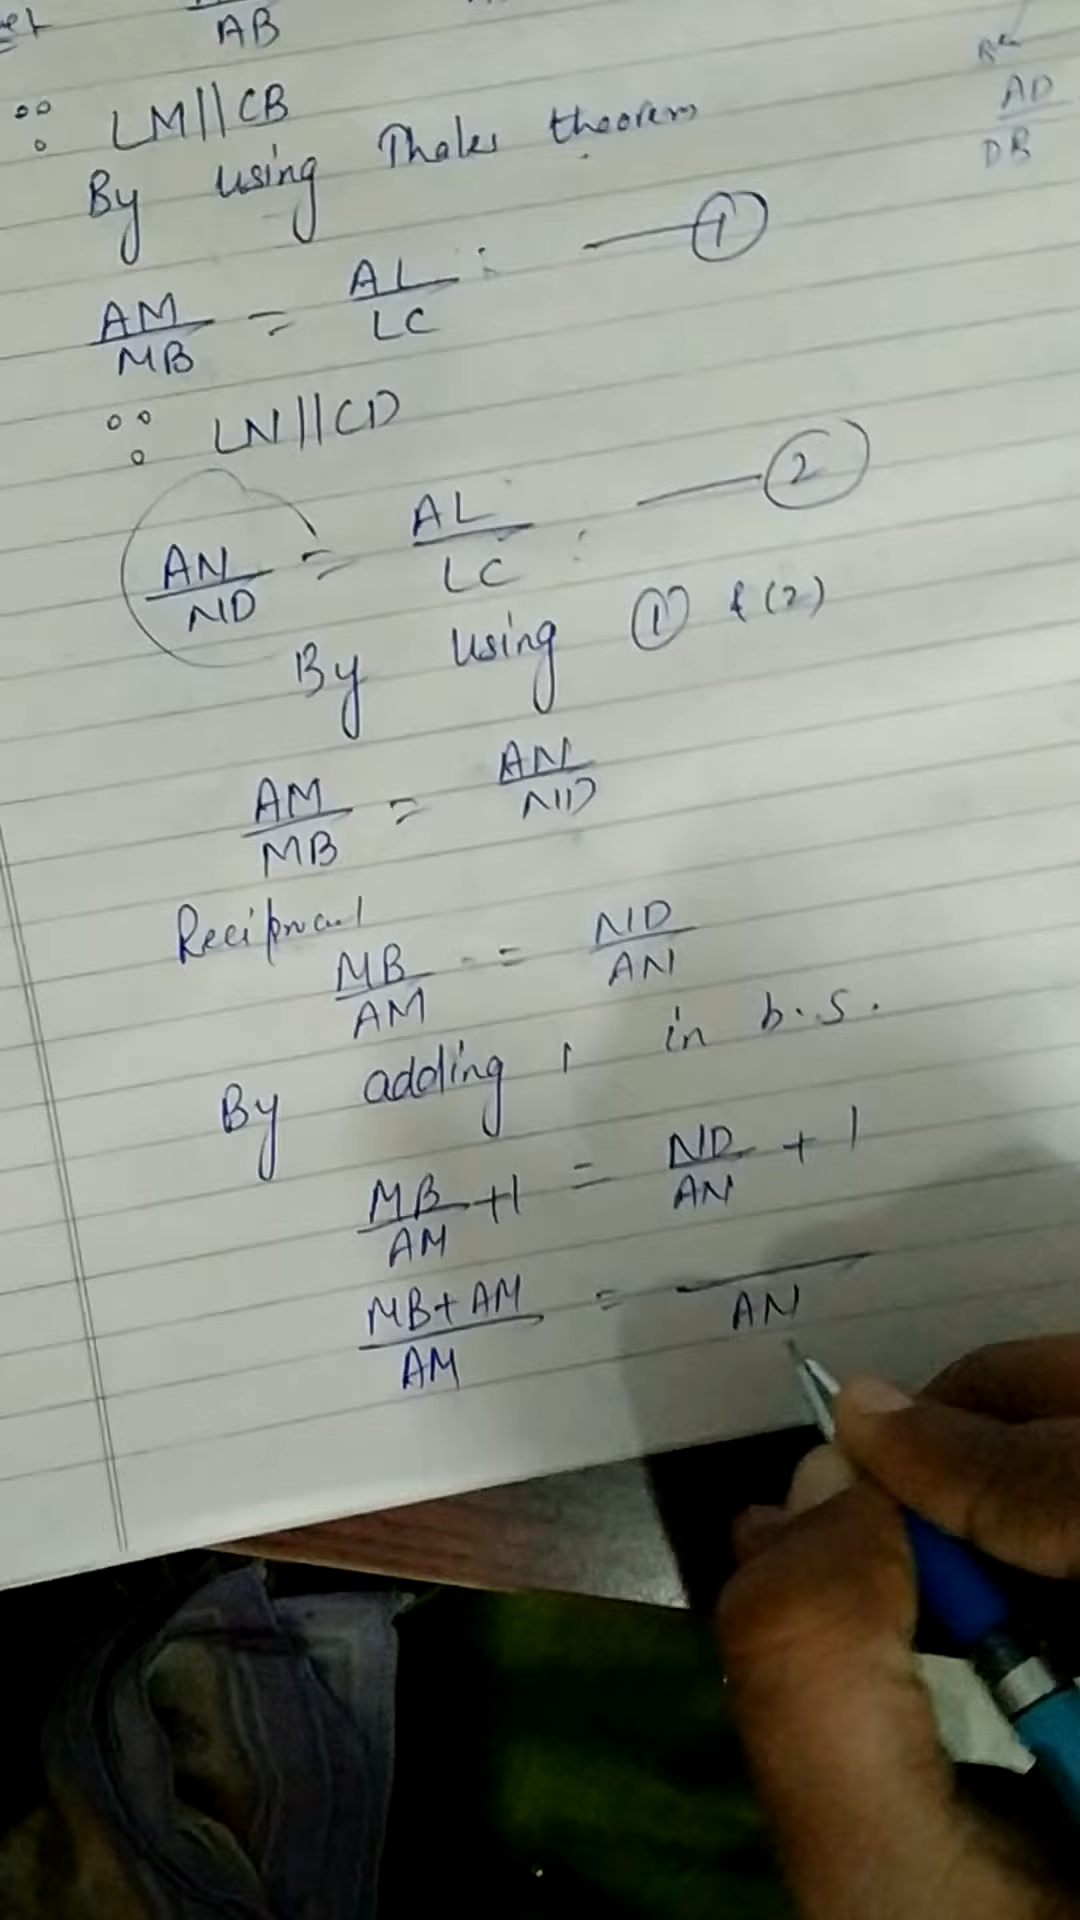 AB
∵ LM||CB
By using Thales theorem
AD
DB
AM/MB = AL/LC —①
∵ LN||CD
AN/ND = AL/LC —②
By using ① & (2)
AM/MB = AN/ND
Reciprocal
MB/AM = ND/AN
By adding 1 in b.s.
MB/AM +1 = ND/AN + 1
MB+AM/AM = /AN